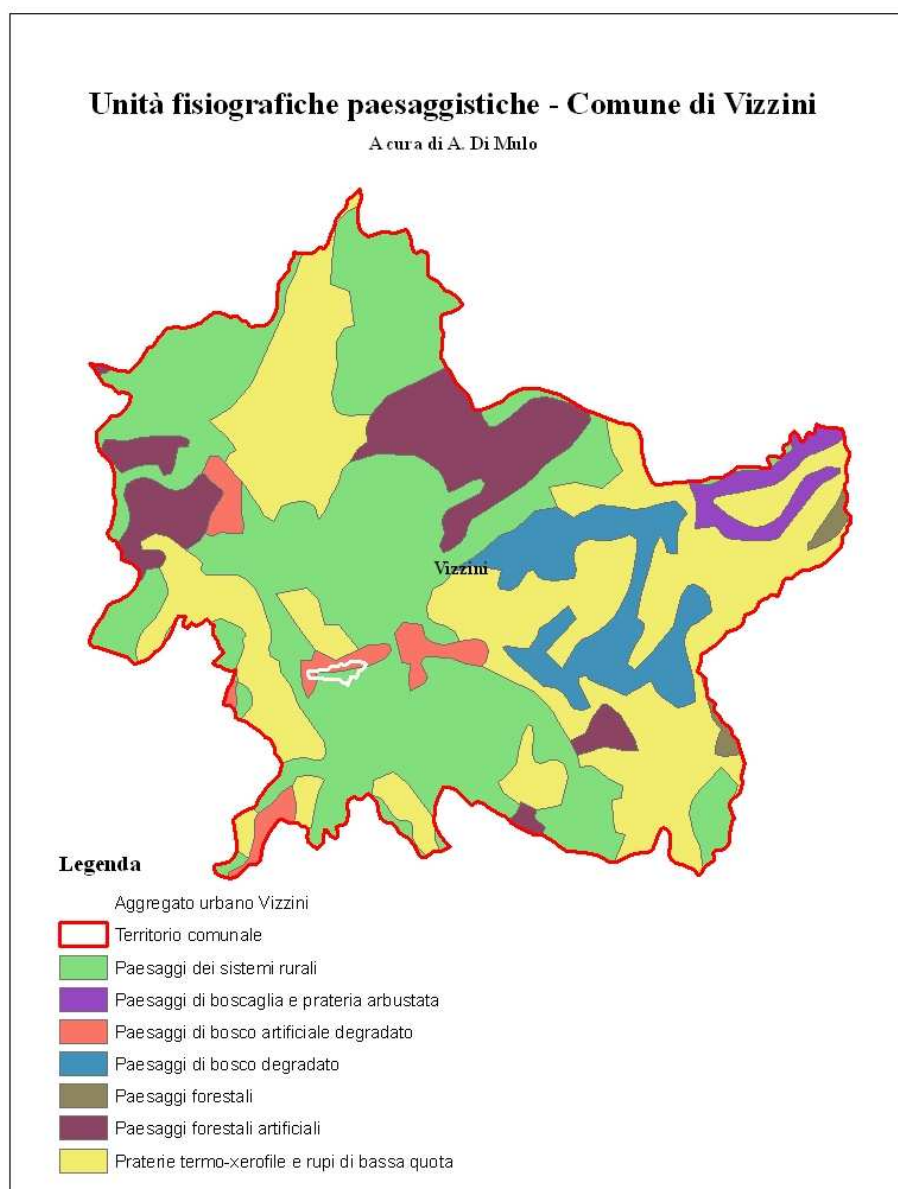 Unità fisiografiche paesaggistiche - Comune di Vizzini
A cura di A. Di Mulo
Vizzini
Legenda
Aggregato urbano Vizzini
Territorio comunale
Paesaggi dei sistemi rurali
Paesaggi di boscaglia e prateria arbustata
Paesaggi di bosco artificiale degradato
Paesaggi di bosco degradato
Paesaggi forestali
Paesaggi forestali artificiali
Praterie termo-xerofile e rupi di bassa quota